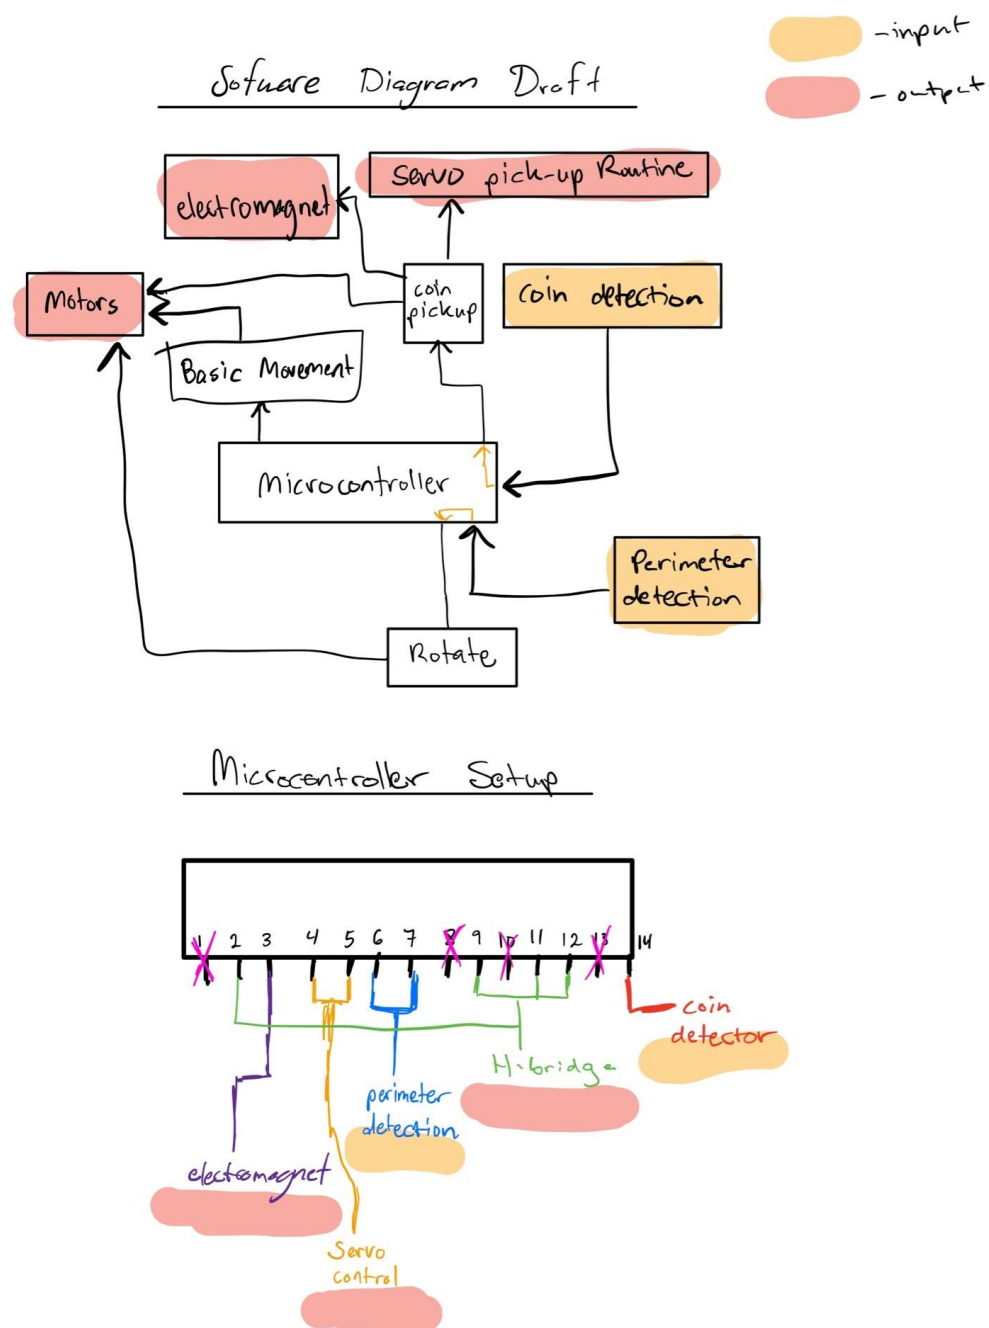 - input
- output
Sofware Diagram Draft
electromagnet
servo pick-up Routine
Motors
coin
pickup
coin detection
Basic Movement
Microcontroller
Perimeter
detection
Rotate
Microcontroller Setup
1 2 3 4 5 6 7 8 9 10 11 12 13 14
coin
detector
H-bridge
perimeter
detection
electromagnet
Servo
control